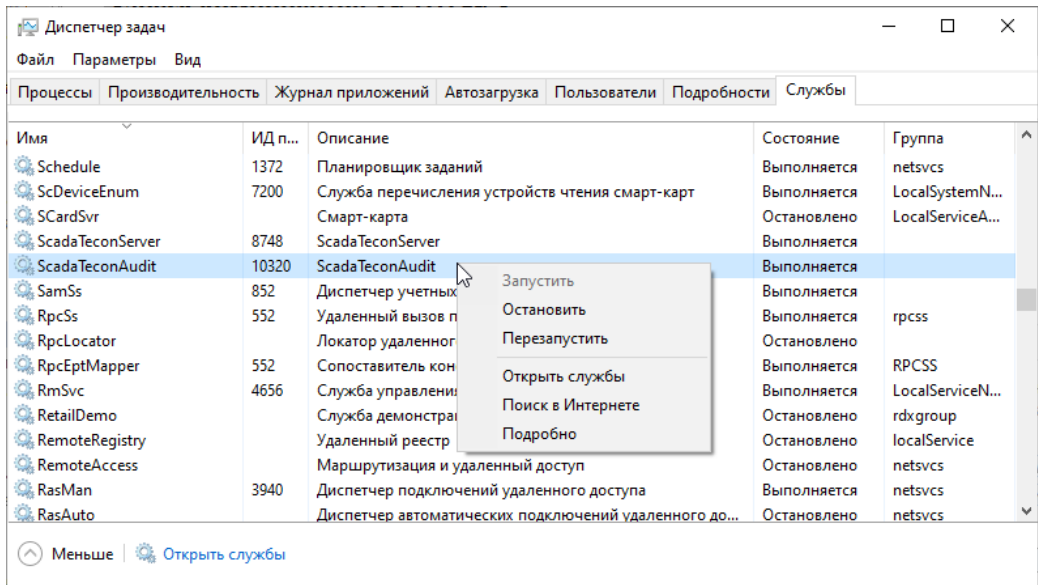 Диспетчер задач
Файл Параметры Вид
Процессы Производительность Журнал приложений Автозагрузка Пользователи Подробности Службы
Имя ИД п... Описание Состояние Группа
Schedule 1372 Планировщик заданий Выполняется netsvcs
ScDeviceEnum 7200 Служба перечисления устройств чтения смарт-карт Выполняется LocalSystemN...
SCardSvr Смарт-карта Остановлено LocalServiceA...
ScadaTeconServer 8748 ScadaTeconServer Выполняется
ScadaTeconAudit 10320 ScadaTeconAudit Выполняется
Запустить
SamSs 852 Диспетчер учетных Выполняется
Остановить
RpcSs 552 Удаленный вызов п Выполняется rpcss
Перезапустить
RpcLocator Локатор удаленног Остановлено
RpcEptMapper 552 Сопоставитель кон Выполняется RPCSS
Открыть службы
RmSvc 4656 Служба управления Выполняется LocalServiceN...
Поиск в Интернете
RetailDemo Служба демонстра Остановлено rdxgroup
Подробно
RemoteRegistry Удаленный реестр Остановлено localService
RemoteAccess Маршрутизация и удаленный доступ Остановлено netsvcs
RasMan 3940 Диспетчер подключений удаленного доступа Выполняется netsvcs
RasAuto Диспетчер автоматических подключений удаленного до... Остановлено netsvcs
Меньше Открыть службы